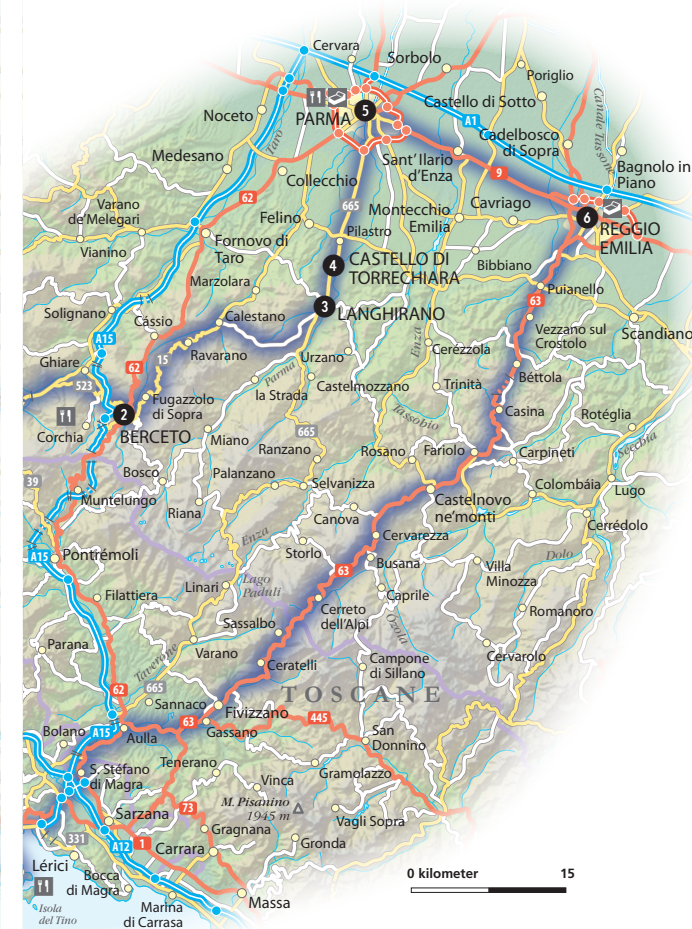 Cervara
Sorbolo
Poriglio
Castello di Sotto
Canale Tassone
Noceto
5
PARMA
A1
Cadelbosco
di Sopra
Taro
Medesano
Sant' Ilario
d'Enza
9
Bagnolo in
Piano
Collecchio
62
665
Varano
de'Melegari
Felino
Montecchio
Emilia
Cavriago
6
REGGIO
EMILIA
Vianino
Fornovo di
Taro
Pilastro
4
CASTELLO DI
TORRECHIARA
Bibbiano
Marzolara
Puianello
63
Solignano
3
LANGHIRANO
Cássio
Calestano
Vezzano sul
Crostolo
Scandiano
A15
Enza
Ghiare
62
15
Ravarano
Urzano
Cerézzola
523
Parma
la Strada
Castelmozzano
Trinità
Béttola
Fugazzolo
di Sopra
2
BERCETO
Tassobio
Casina
Rotéglia
Corchia
Miano
665
Ranzano
Rosano
Fariolo
Secchia
Bosco
Palanzano
Selvanizza
Carpineti
39
Muntelungo
Riana
Castelnovo
ne'monti
Colombáia
Lugo
Canova
Cerrédolo
Enza
Cervarezza
A15
Pontrémoli
Storlo
63
Busana
Villa
Minozza
Dolo
Filattiera
Linari
Lago
Paduli
Caprile
Cerreto
dell'Alpi
Ozola
Romanoro
Sassalbo
Parana
Taverone
Varano
Ceratelli
Campone
di Sillano
Cervarolo
62
665
TOSCANE
Sannaco
Fivizzano
Bolano
A15
Aulla
63
Gassano
445
San
Donnino
Tenerano
S. Stéfano
di Magra
Vinca
Gramolazzo
M. Pisanino
1945 m
Sarzana
73
Vagli Sopra
331
1
Gragnana
A12
Carrara
Gronda
Lérici
Bocca
di Magra
0 kilometer
15
Isola
del Tino
Marina
di Carrasa
Massa